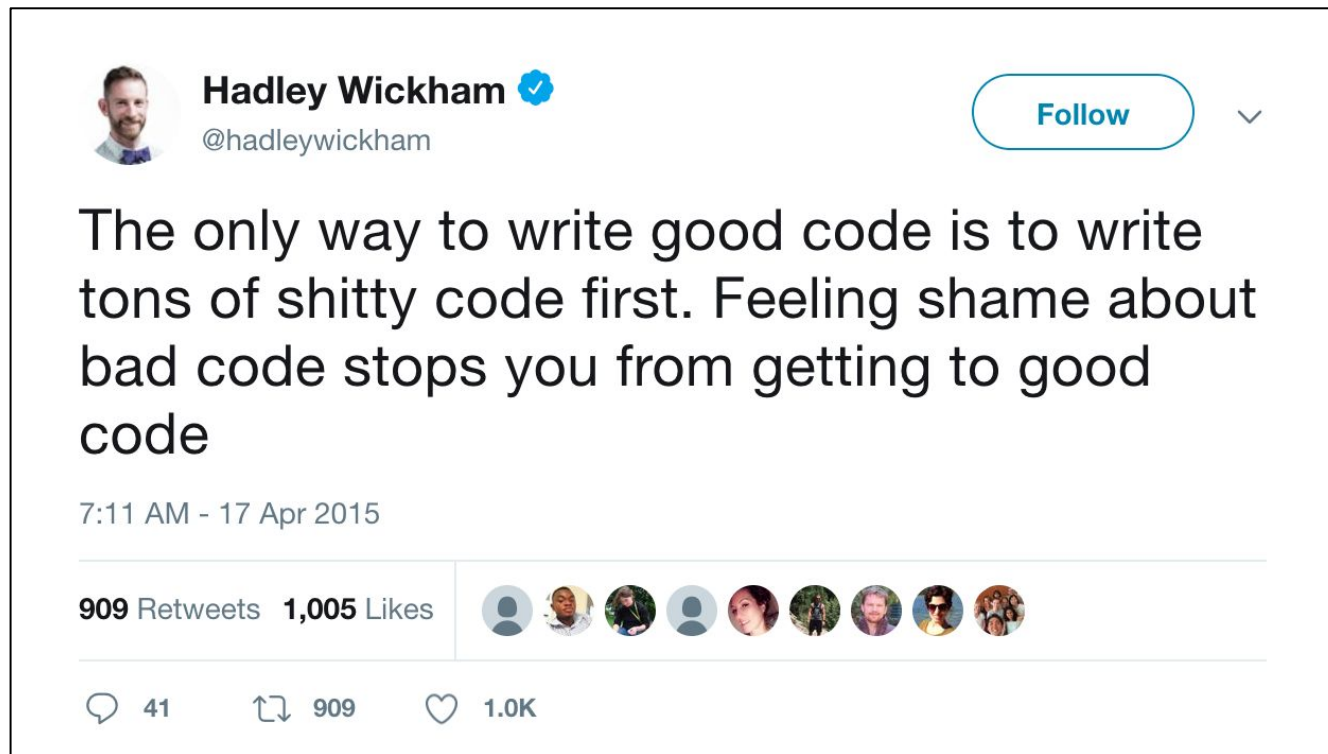 Hadley Wickham
@hadleywickham
Follow
The only way to write good code is to write
tons of shitty code first. Feeling shame about
bad code stops you from getting to good
code
7:11 AM - 17 Apr 2015
909 Retweets 1,005 Likes
41 909 1.0K